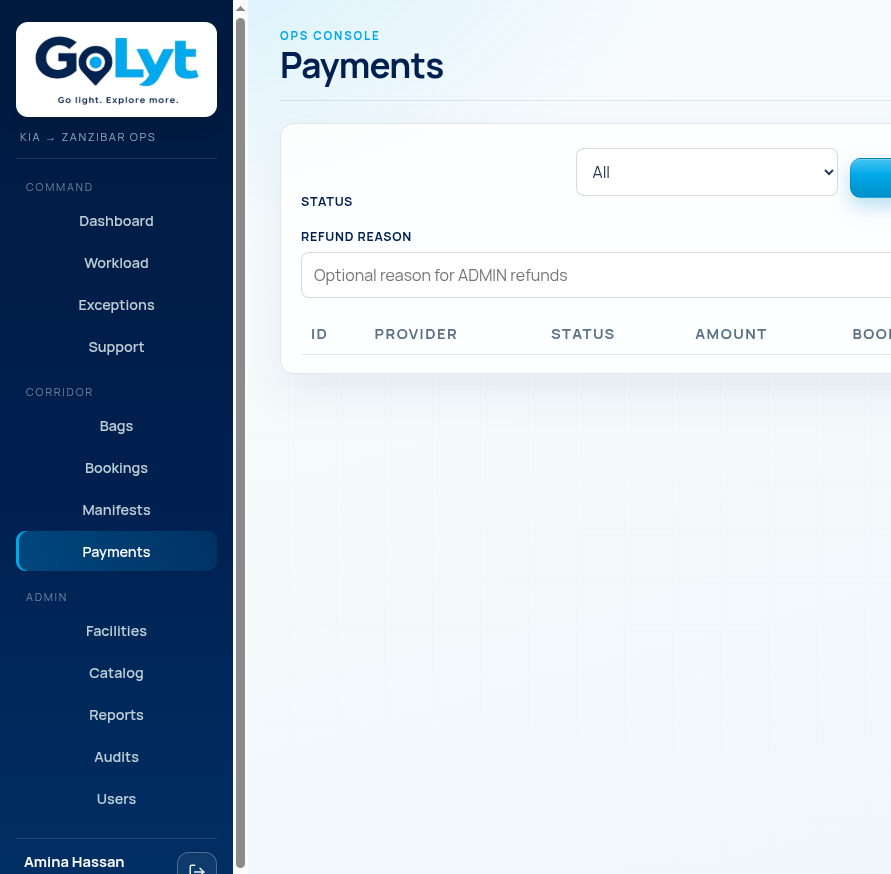 GoLyt
Go light. Explore more.
KIA → ZANZIBAR OPS
COMMAND
Dashboard
Workload
Exceptions
Support
CORRIDOR
Bags
Bookings
Manifests
Payments
ADMIN
Facilities
Catalog
Reports
Audits
Users
Amina Hassan
OPS CONSOLE
Payments
All
STATUS
REFUND REASON
Optional reason for ADMIN refunds
ID PROVIDER STATUS AMOUNT